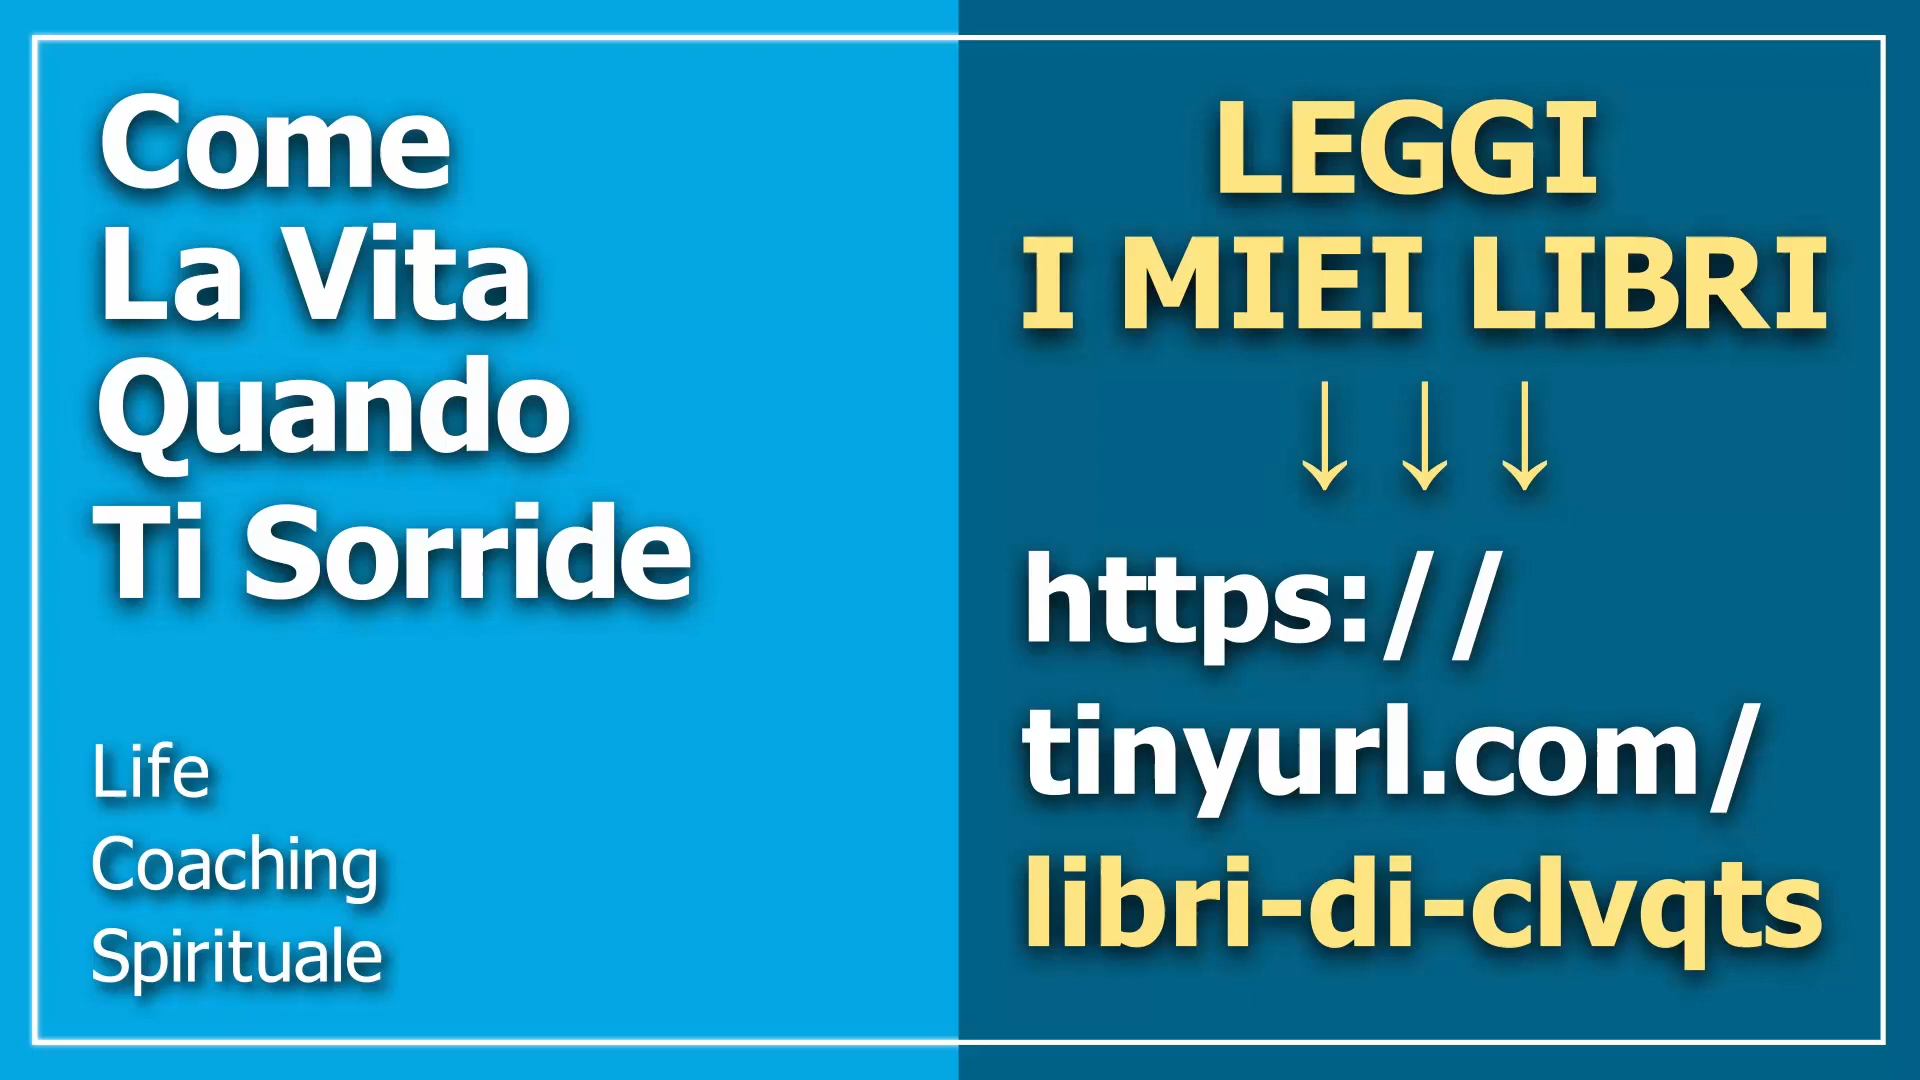 Come
La Vita
Quando
Ti Sorride
Life
Coaching
Spirituale
LEGGI
I MIEI LIBRI
↓ ↓ ↓
https://
tinyurl.com/
libri-di-clvqts